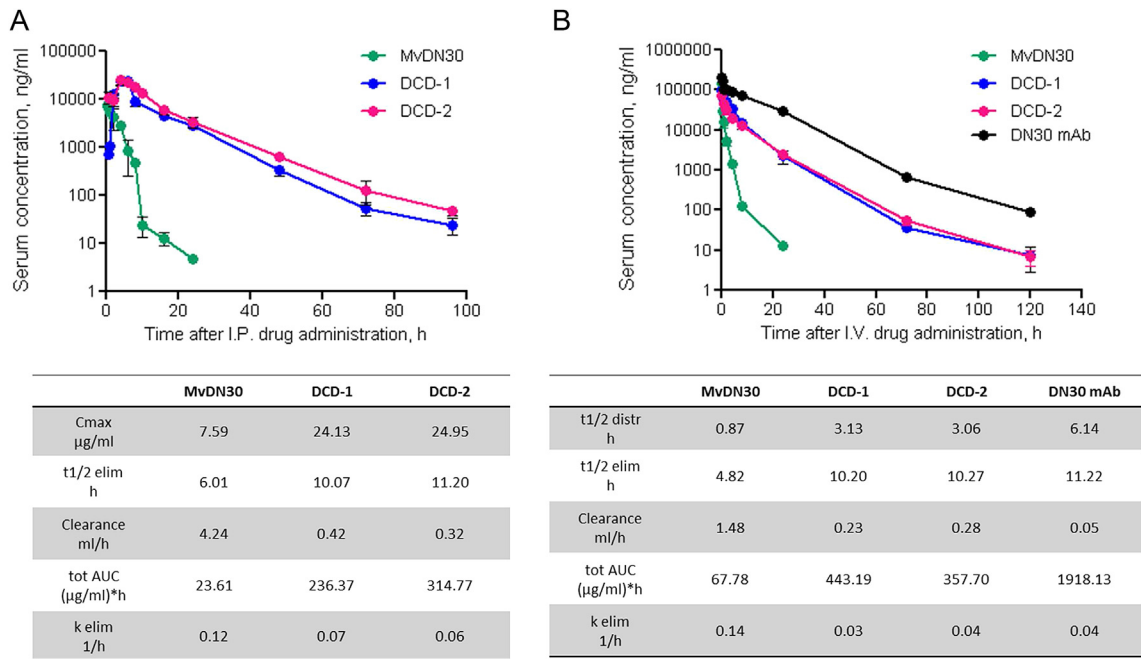 A
Serum concentration, ng/ml
100000
10000
1000
100
10
1
0 20 40 60 80 100
Time after I.P. drug administration, h
MvDN30
DCD-1
DCD-2
MvDN30 DCD-1 DCD-2
Cmax
µg/ml
7.59 24.13 24.95
t1/2 elim
h
6.01 10.07 11.20
Clearance
ml/h
4.24 0.42 0.32
tot AUC
(µg/ml)*h
23.61 236.37 314.77
k elim
1/h
0.12 0.07 0.06
B
Serum concentration, ng/ml
1000000
100000
10000
1000
100
10
1
0 20 40 60 80 100 120 140
Time after I.V. drug administration, h
MvDN30
DCD-1
DCD-2
DN30 mAb
MvDN30 DCD-1 DCD-2 DN30 mAb
t1/2 distr
h
0.87 3.13 3.06 6.14
t1/2 elim
h
4.82 10.20 10.27 11.22
Clearance
ml/h
1.48 0.23 0.28 0.05
tot AUC
(µg/ml)*h
67.78 443.19 357.70 1918.13
k elim
1/h
0.14 0.03 0.04 0.04